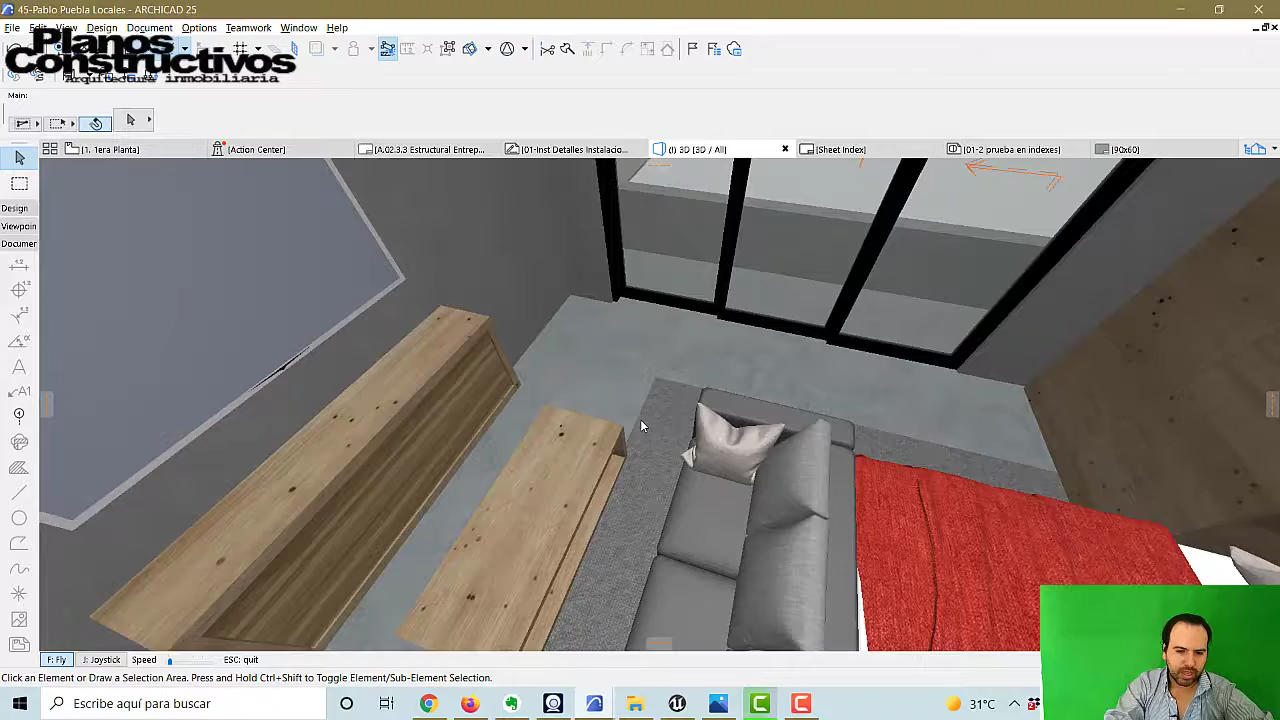 45-Pablo Puebla Locales - ARCHICAD 25
File Edit View Design Document Options Teamwork Window Help
Planos
Constructivos
Arquitectura inmobiliaria
Main:
[1. 1era Planta]
[Action Center]
[A.02.3.3 Estructural Entrep...
[01-Inst Detalles Instalacio...
(!) 3D [3D / All]
[Sheet Index]
[01-2 prueba en indexes]
[90x60]
Design
Viewpoin
Documer
F: Fly J: Joystick Speed ESC: quit
Click an Element or Draw a Selection Area. Press and Hold Ctrl+Shift to Toggle Element/Sub-Element Selection.
Escribe aquí para buscar
31°C